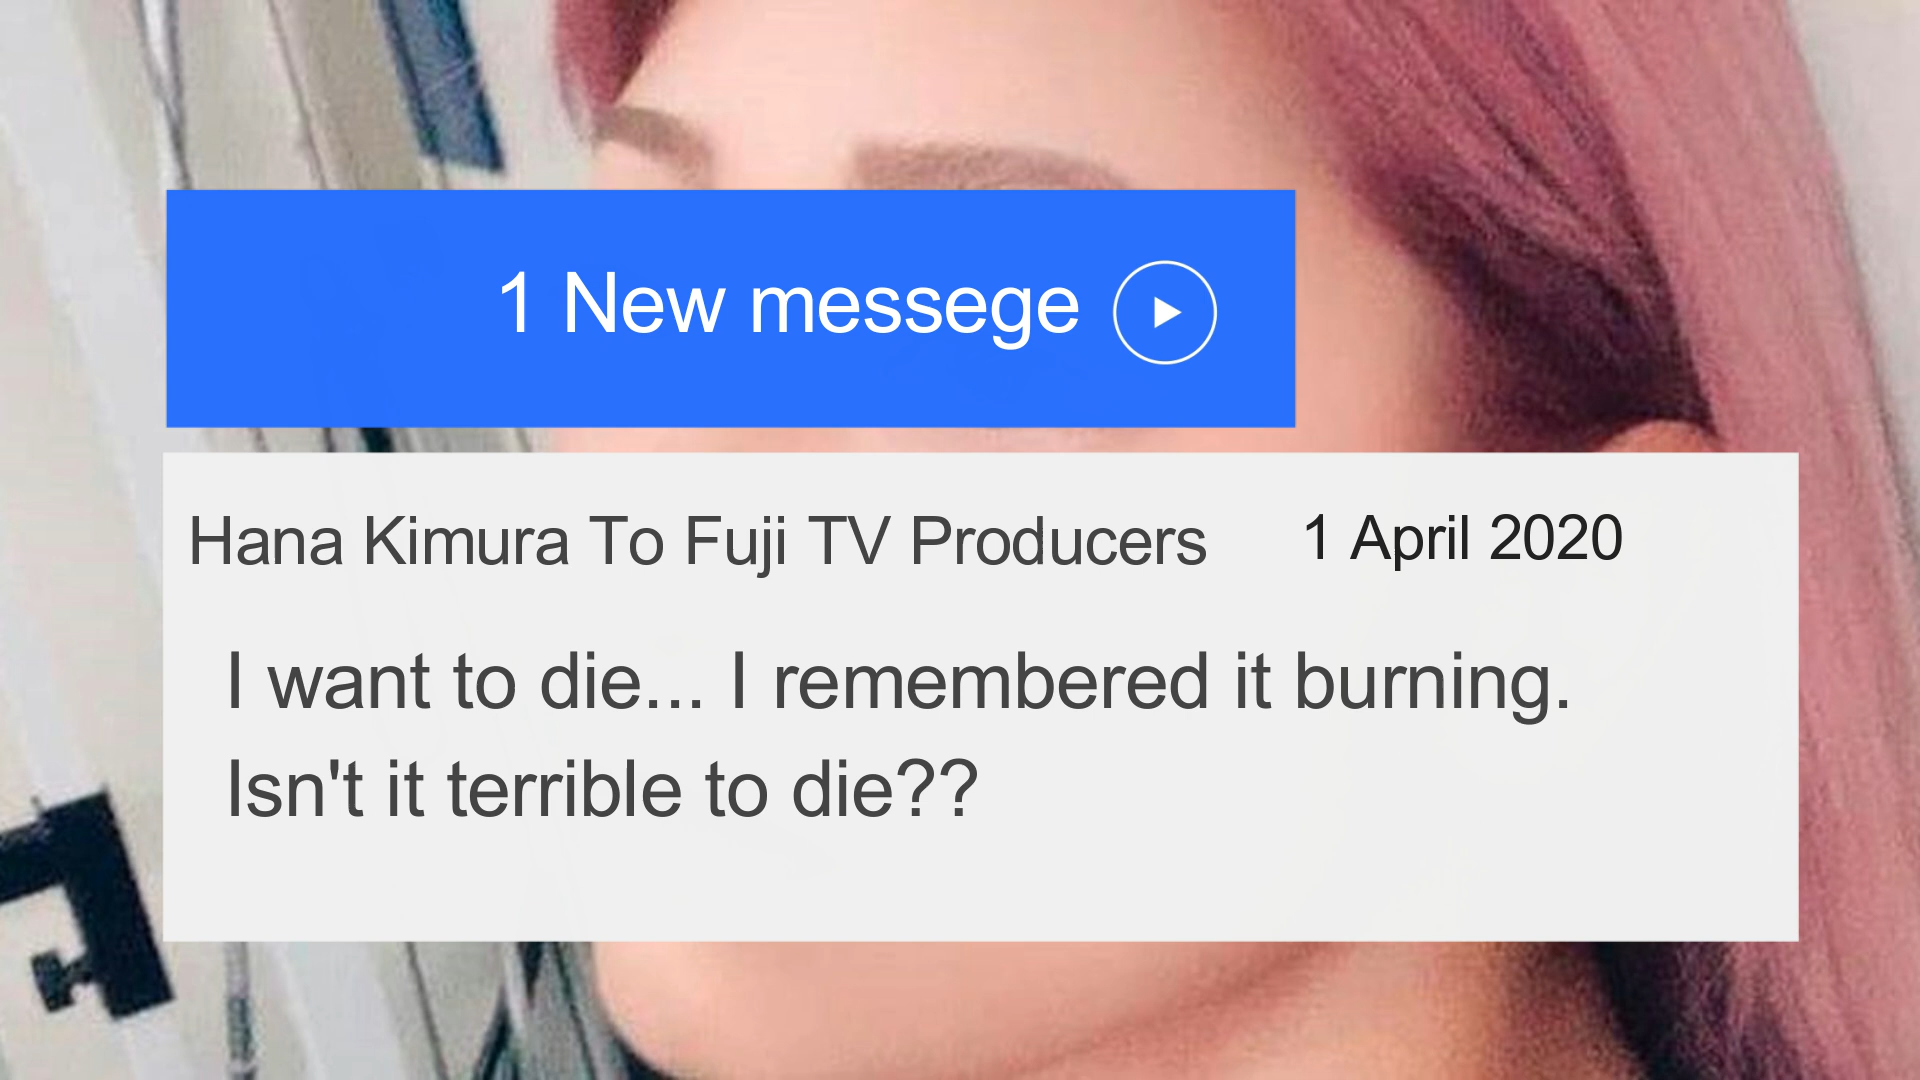 1 New messege
Hana Kimura To Fuji TV Producers 1 April 2020
I want to die... I remembered it burning.
Isn't it terrible to die??